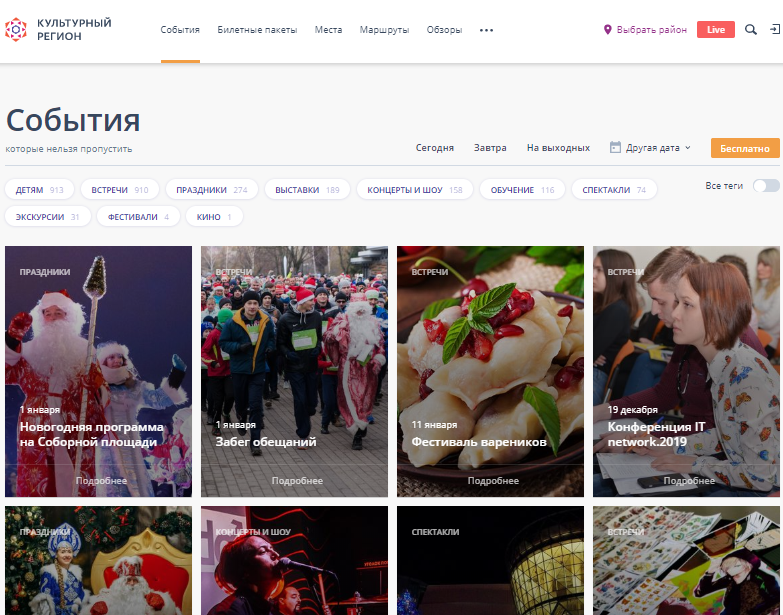 КУЛЬТУРНЫЙ
РЕГИОН
События
Билетные пакеты
Места
Маршруты
Обзоры
Выбрать район
Live
События
которые нельзя пропустить
Сегодня
Завтра
На выходных
Другая дата
Бесплатно
ДЕТЯМ 913
ВСТРЕЧИ 910
ПРАЗДНИКИ 274
ВЫСТАВКИ 189
КОНЦЕРТЫ И ШОУ 158
ОБУЧЕНИЕ 116
СПЕКТАКЛИ 74
Все теги
ЭКСКУРСИИ 31
ФЕСТИВАЛИ 4
КИНО 1
ПРАЗДНИКИ
1 января
Новогодняя программа
на Соборной площади
Подробнее
ВСТРЕЧИ
1 января
Забег обещаний
Подробнее
ВСТРЕЧИ
11 января
Фестиваль вареников
Подробнее
ВСТРЕЧИ
19 декабря
Конференция IT
network.2019
Подробнее
ПРАЗДНИКИ
КОНЦЕРТЫ И ШОУ
СПЕКТАКЛИ
ВСТРЕЧИ